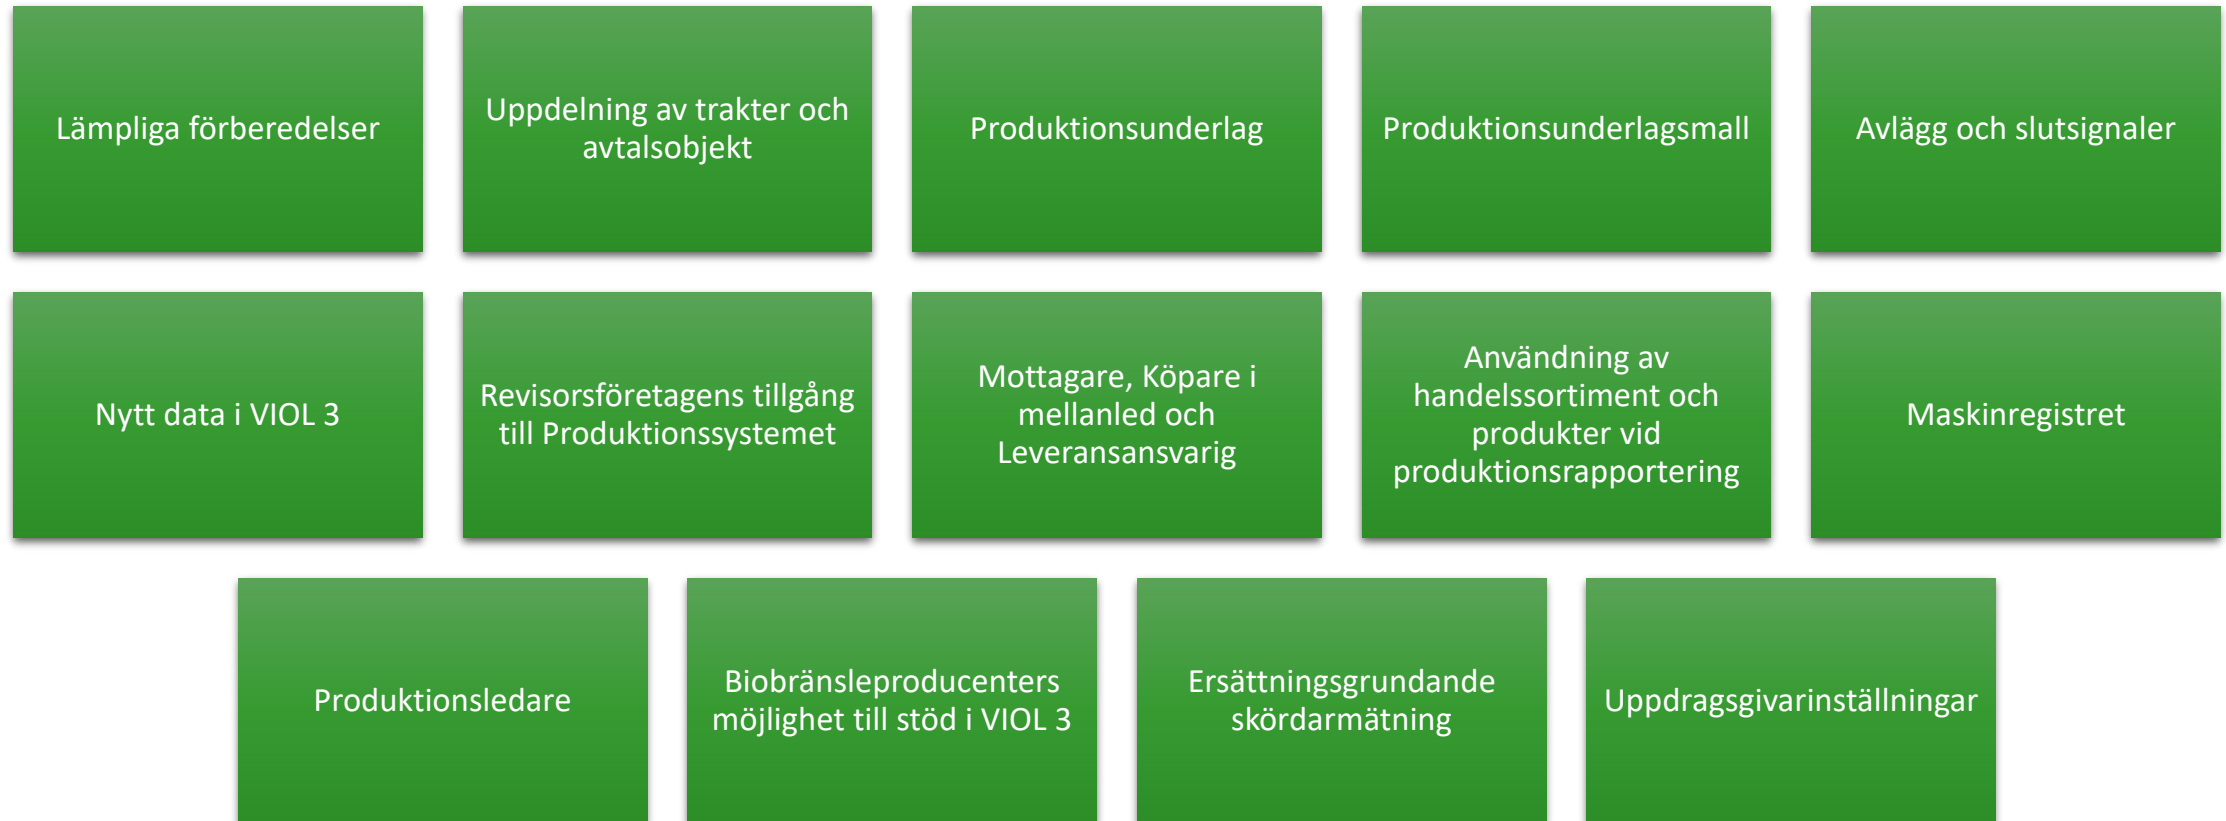 Lämpliga förberedelser
Uppdelning av trakter och
avtalsobjekt
Produktionsunderlag
Produktionsunderlagsmall
Avlägg och slutsignaler
Nytt data i VIOL 3
Revisorsföretagens tillgång
till Produktionssystemet
Mottagare, Köpare i
mellanled och
Leveransansvarig
Användning av
handelssortiment och
produkter vid
produktionsrapportering
Maskinregistret
Produktionsledare
Biobränsleproducenters
möjlighet till stöd i VIOL 3
Ersättningsgrundande
skördarmätning
Uppdragsgivarinställningar